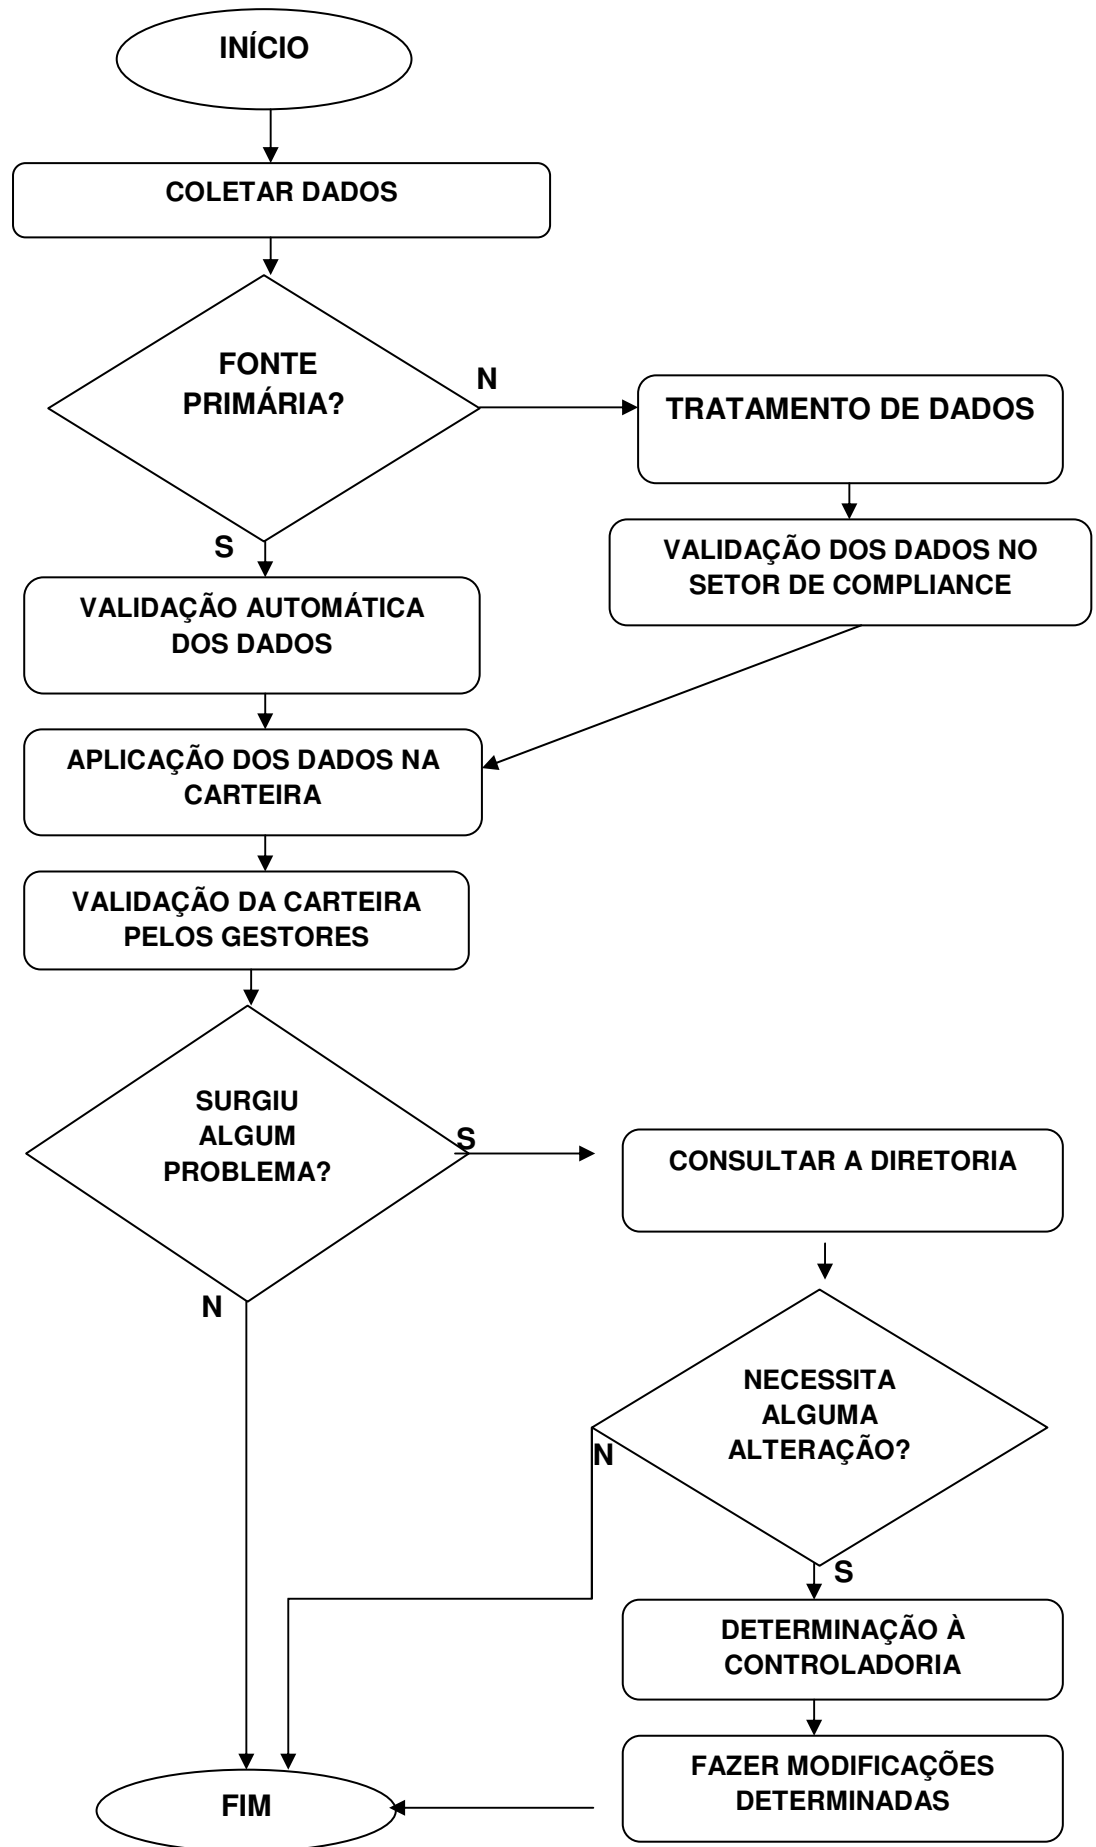 INÍCIO
COLETAR DADOS
FONTE
PRIMÁRIA?
N
TRATAMENTO DE DADOS
VALIDAÇÃO DOS DADOS NO
SETOR DE COMPLIANCE
S
VALIDAÇÃO AUTOMÁTICA
DOS DADOS
APLICAÇÃO DOS DADOS NA
CARTEIRA
VALIDAÇÃO DA CARTEIRA
PELOS GESTORES
SURGIU
ALGUM
PROBLEMA?
S
CONSULTAR A DIRETORIA
N
NECESSITA
ALGUMA
ALTERAÇÃO?
N
S
DETERMINAÇÃO À
CONTROLADORIA
FAZER MODIFICAÇÕES
DETERMINADAS
FIM